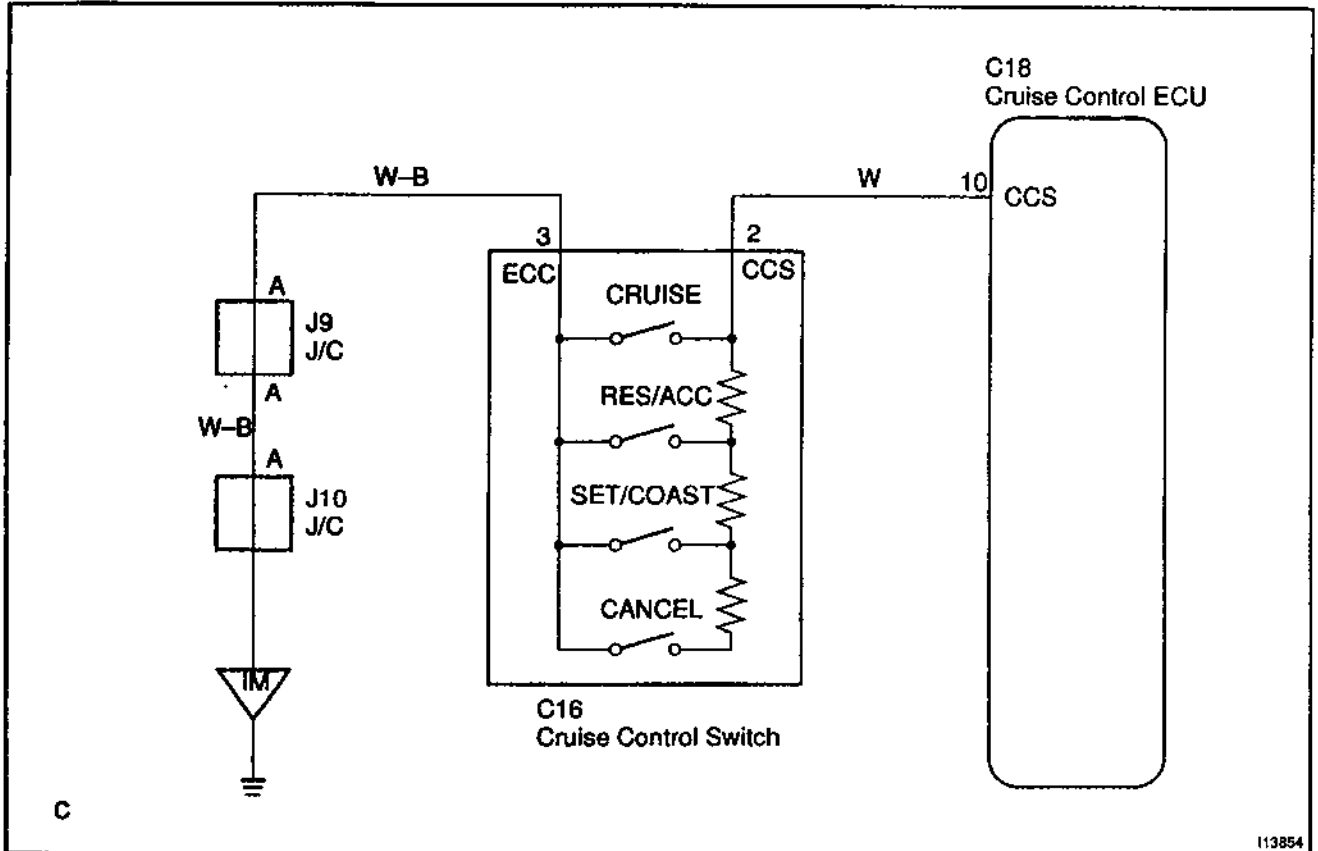 C18
Cruise Control ECU
W–B
W
10
CCS
3
2
ECC
CCS
CRUISE
A
J9
J/C
A
RES/ACC
W–B
A
J10
J/C
SET/COAST
CANCEL
IM
C16
Cruise Control Switch
C
I13854